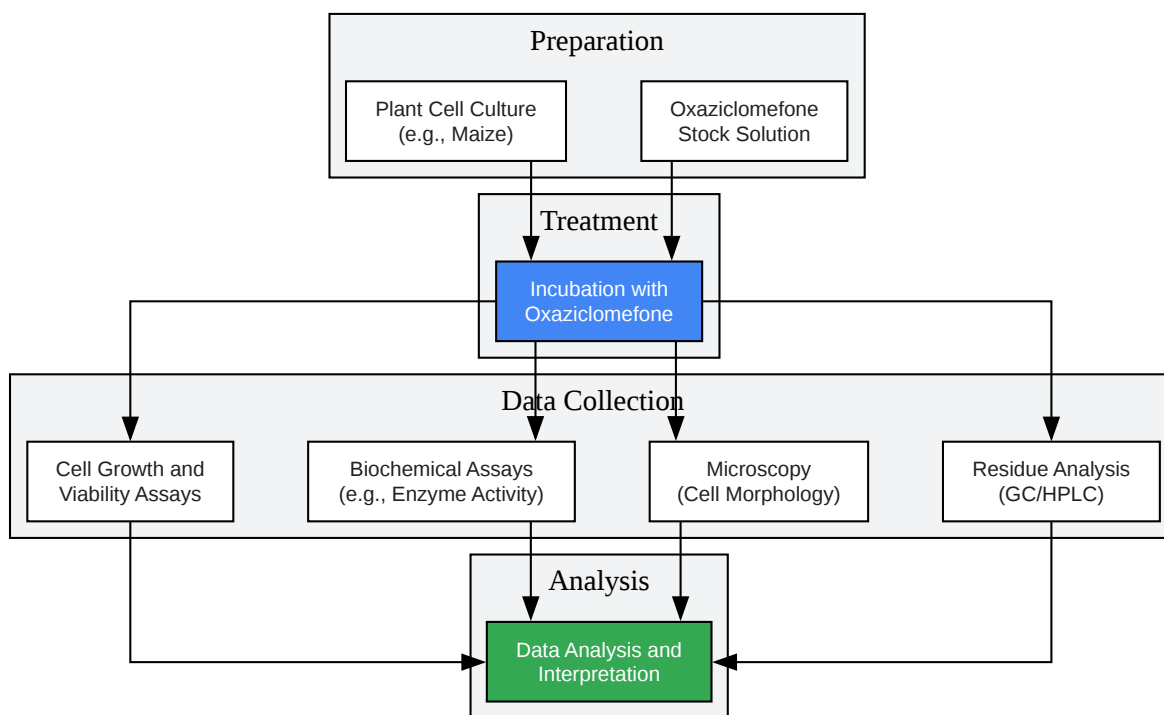 Preparation
Plant Cell Culture
(e.g., Maize)
Oxaziclomefone
Stock Solution
Treatment
Incubation with
Oxaziclomefone
Data Collection
Cell Growth and
Viability Assays
Biochemical Assays
(e.g., Enzyme Activity)
Microscopy
(Cell Morphology)
Residue Analysis
(GC/HPLC)
Analysis
Data Analysis and
Interpretation